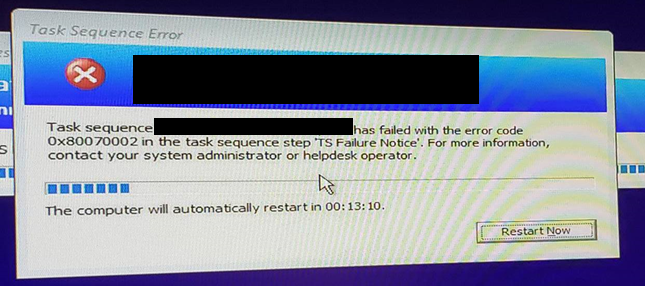 Task Sequence Error
Task sequence has failed with the error code
0x80070002 in the task sequence step 'TS Failure Notice'. For more information,
contact your system administrator or helpdesk operator.
The computer will automatically restart in 00:13:10.
Restart Now